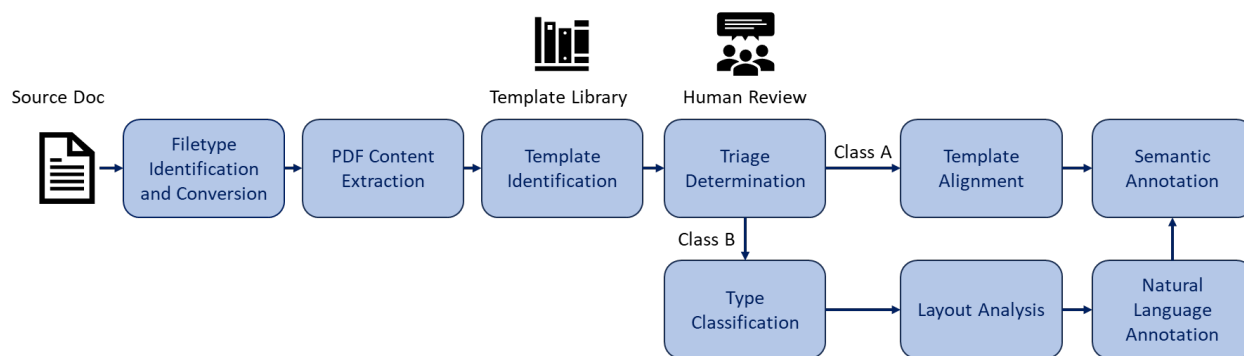 Source Doc
Template Library
Human Review
Filetype
Identification
and Conversion
PDF Content
Extraction
Template
Identification
Triage
Determination
Class A
Template
Alignment
Semantic
Annotation
Class B
Type
Classification
Layout Analysis
Natural
Language
Annotation